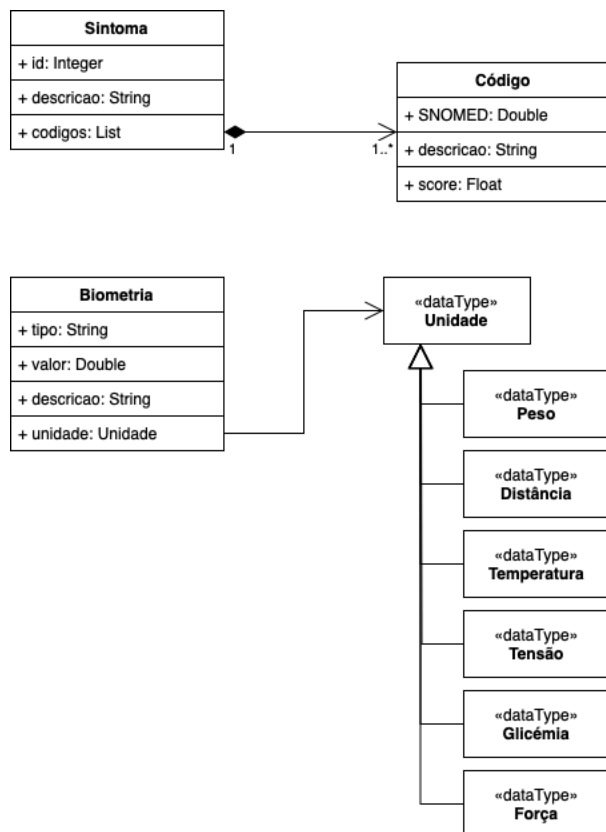 Sintoma
+ id: Integer
+ descricao: String
+ codigos: List
1
1..*
Código
+ SNOMED: Double
+ descricao: String
+ score: Float
Biometria
+ tipo: String
+ valor: Double
+ descricao: String
+ unidade: Unidade
«dataType»
Unidade
«dataType»
Peso
«dataType»
Distância
«dataType»
Temperatura
«dataType»
Tensão
«dataType»
Glicémia
«dataType»
Força